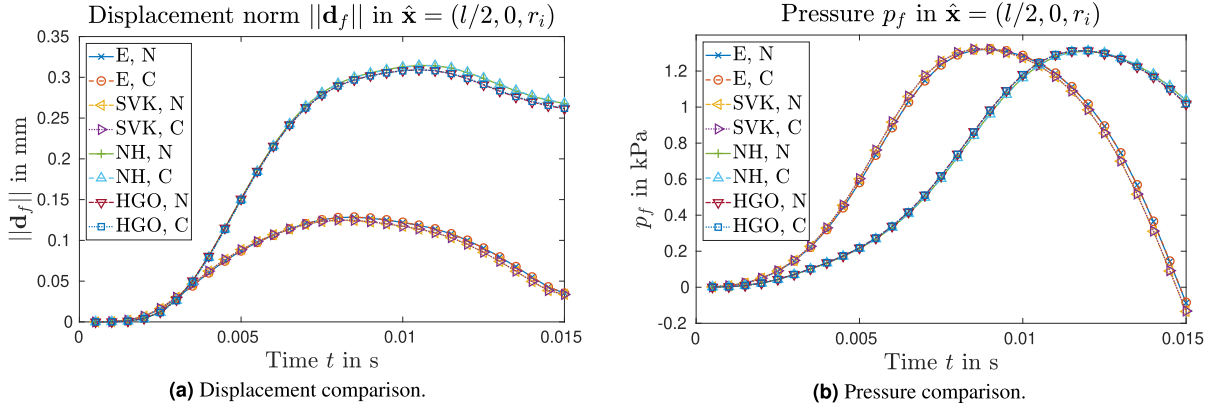 Displacement norm ||d_f|| in x̂ = (l/2, 0, r_i)
0.35
0.3
0.25
0.2
0.15
0.1
0.05
0
||d_f|| in mm
E, N
E, C
SVK, N
SVK, C
NH, N
NH, C
HGO, N
HGO, C
0
0.005
0.01
0.015
Time t in s
(a) Displacement comparison.
Pressure p_f in x̂ = (l/2, 0, r_i)
1.2
1
0.8
0.6
0.4
0.2
0
-0.2
p_f in kPa
E, N
E, C
SVK, N
SVK, C
NH, N
NH, C
HGO, N
HGO, C
0
0.005
0.01
0.015
Time t in s
(b) Pressure comparison.